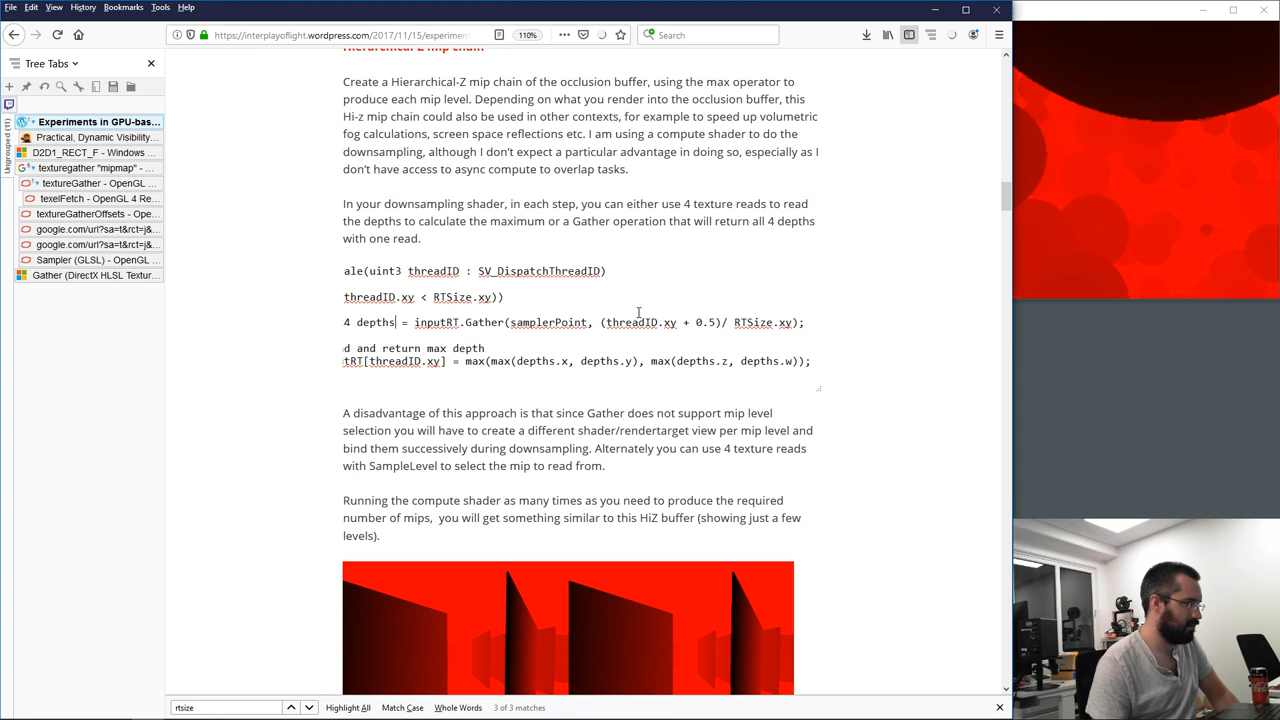 File Edit View History Bookmarks Tools Help
https://interplayoflight.wordpress.com/2017/11/15/experimen
110%
Search
Tree Tabs
Ungrouped (11)
Experiments in GPU-bas...
Practical, Dynamic Visibility...
D2D1_RECT_F - Windows ...
texturegather "mipmap" - ...
textureGather - OpenGL ...
texelFetch - OpenGL 4 Re...
textureGatherOffsets - Ope...
google.com/url?sa=t&rct=j&...
google.com/url?sa=t&rct=j&...
Sampler (GLSL) - OpenGL ...
Gather (DirectX HLSL Textur...
Hierarchical Z mip chain
Create a Hierarchical-Z mip chain of the occlusion buffer, using the max operator to
produce each mip level. Depending on what you render into the occlusion buffer, this
Hi-z mip chain could also be used in other contexts, for example to speed up volumetric
fog calculations, screen space reflections etc. I am using a compute shader to do the
downsampling, although I don't expect a particular advantage in doing so, especially as I
don't have access to async compute to overlap tasks.
In your downsampling shader, in each step, you can either use 4 texture reads to read
the depths to calculate the maximum or a Gather operation that will return all 4 depths
with one read.
ale(uint3 threadID : SV_DispatchThreadID)
threadID.xy < RTSize.xy))
4 depths = inputRT.Gather(samplerPoint, (threadID.xy + 0.5)/ RTSize.xy);
d and return max depth
tRT[threadID.xy] = max(max(depths.x, depths.y), max(depths.z, depths.w));
A disadvantage of this approach is that since Gather does not support mip level
selection you will have to create a different shader/rendertarget view per mip level and
bind them successively during downsampling. Alternately you can use 4 texture reads
with SampleLevel to select the mip to read from.
Running the compute shader as many times as you need to produce the required
number of mips, you will get something similar to this HiZ buffer (showing just a few
levels).
rtsize
Highlight All Match Case Whole Words 3 of 3 matches